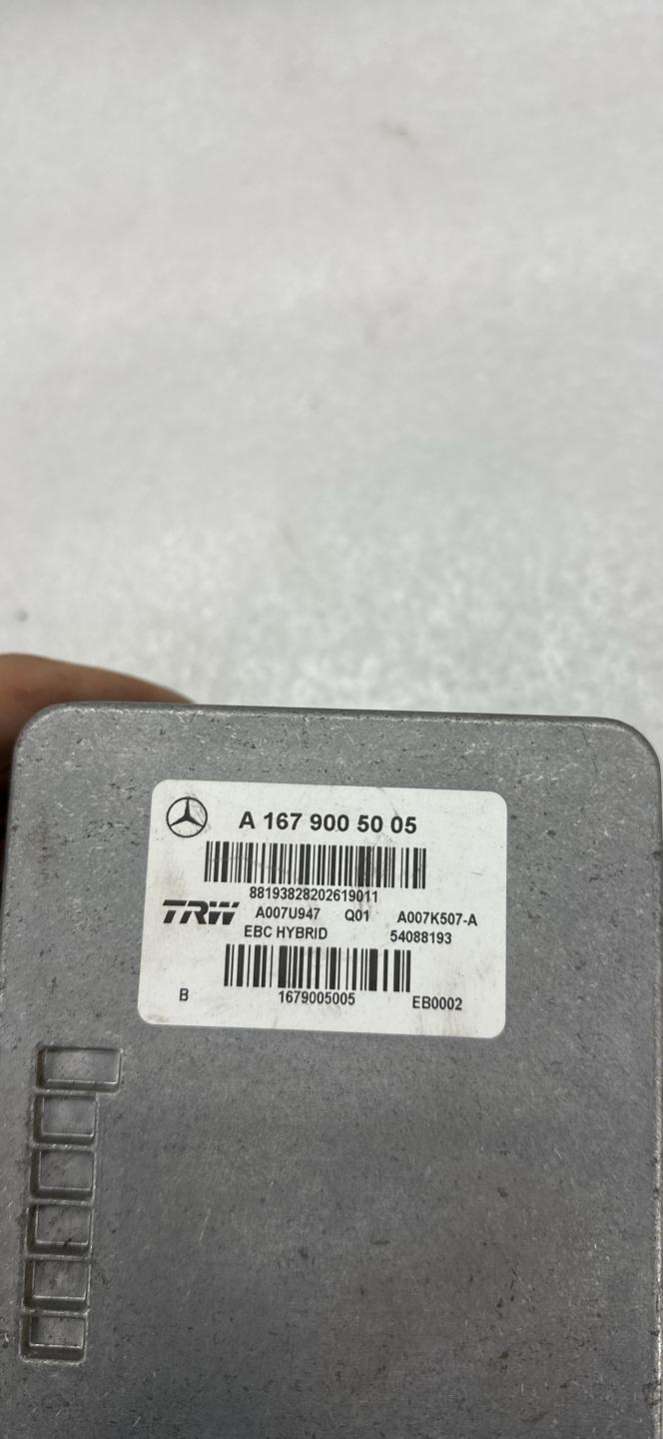 A 167 900 50 05
88193828202619011
TRW A007U947 Q01 A007K507-A
EBC HYBRID 54088193
B 1679005005 EB0002